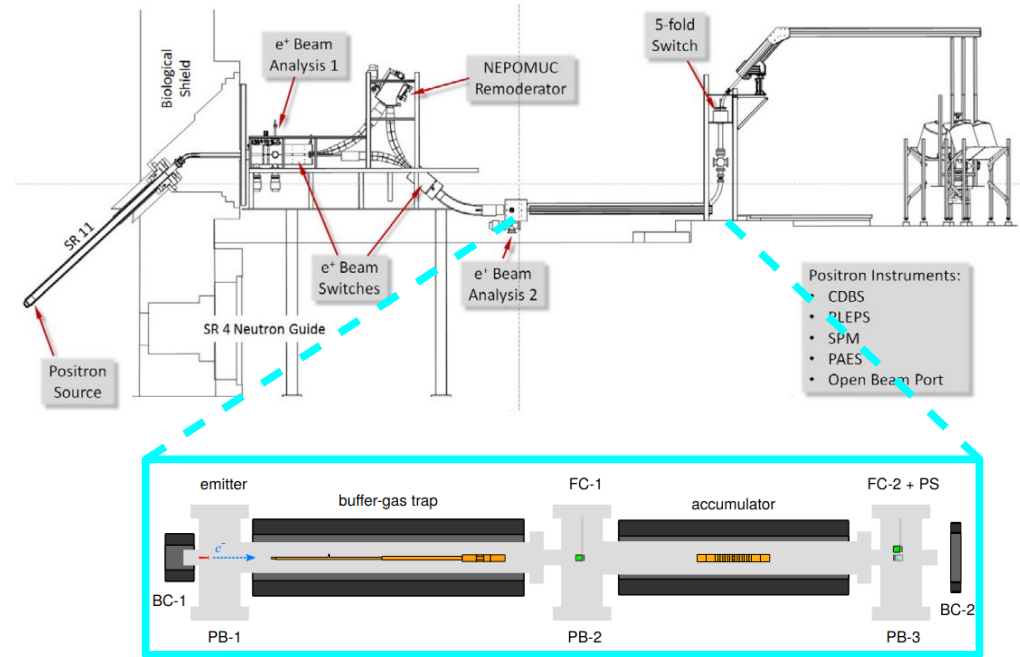 5-fold
Switch
e⁺ Beam
Analysis 1
NEPOMUC
Remoderator
Biological
Shield
SR 11
e⁺ Beam
Switches
e⁺ Beam
Analysis 2
Positron Instruments:
• CDBS
• PLEPS
• SPM
• PAES
• Open Beam Port
SR 4 Neutron Guide
Positron
Source
emitter
FC-1
FC-2 + PS
buffer-gas trap
accumulator
e⁻
BC-1
BC-2
PB-1
PB-2
PB-3